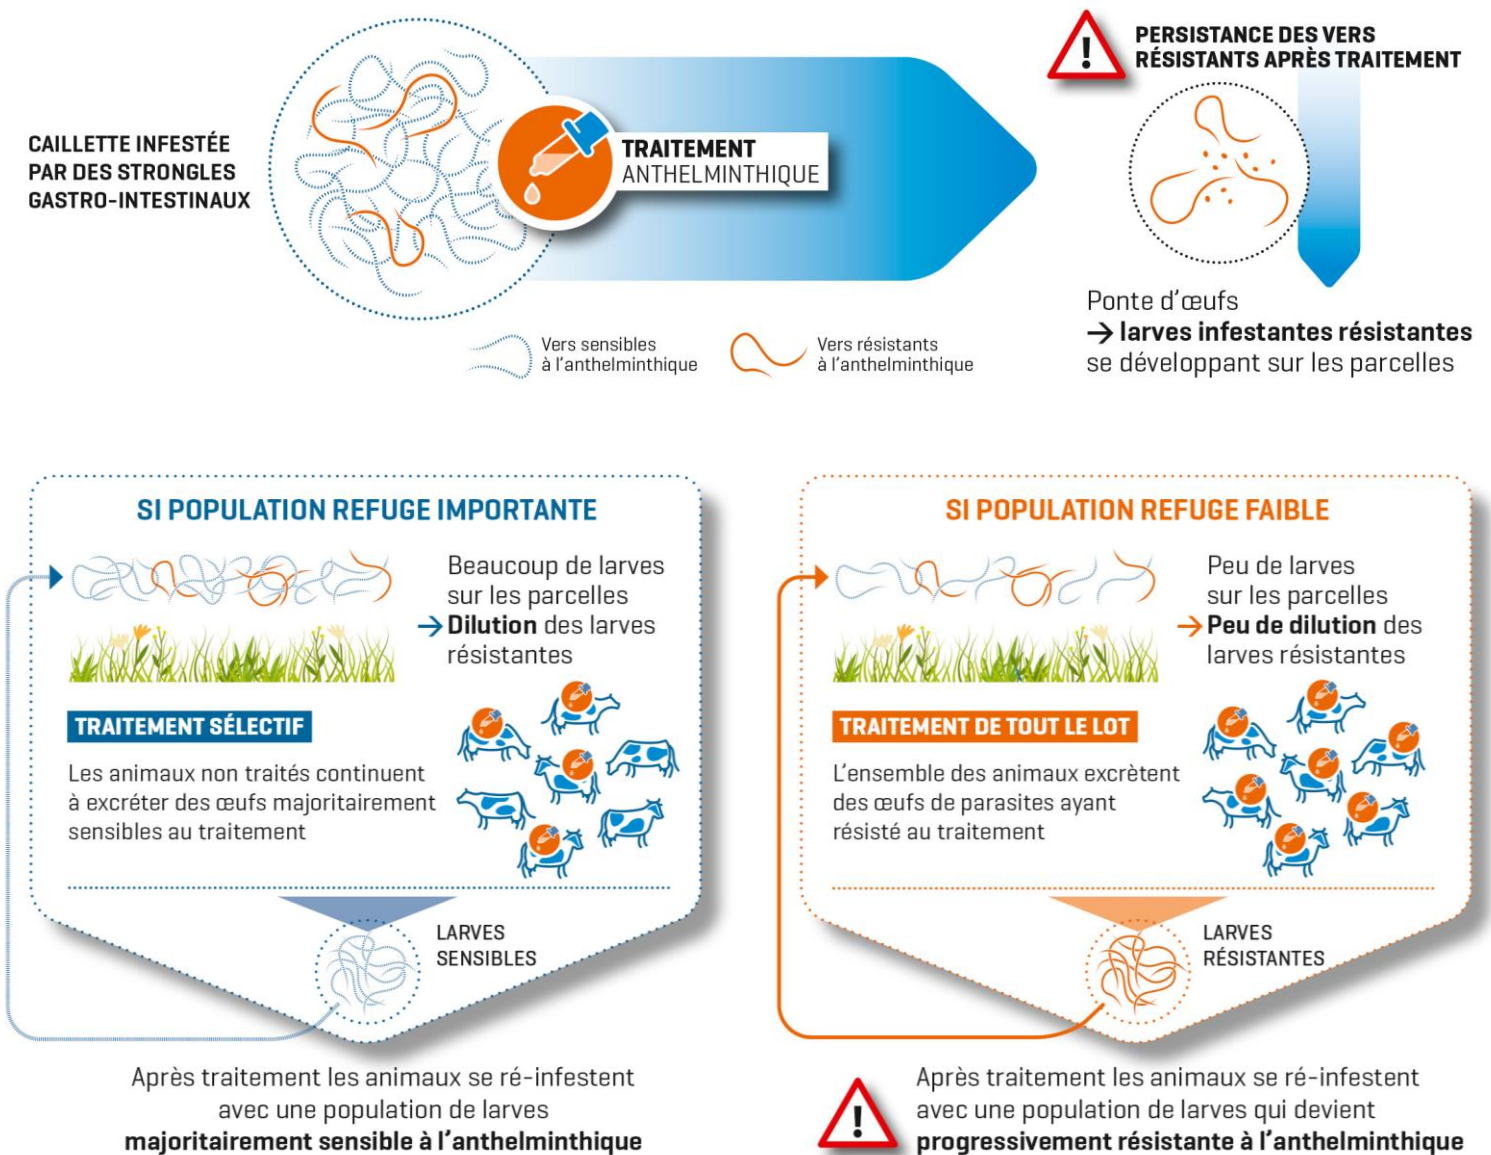 CAILLETTE INFESTÉE
PAR DES STRONGLES
GASTRO-INTESTINAUX
TRAITEMENT
ANTHELMINTHIQUE
PERSISTANCE DES VERS
RÉSISTANTS APRÈS TRAITEMENT
Vers sensibles
à l'anthelminthique
Vers résistants
à l'anthelminthique
Ponte d'œufs
→ larves infestantes résistantes
se développant sur les parcelles
SI POPULATION REFUGE IMPORTANTE
Beaucoup de larves
sur les parcelles
→ Dilution des larves
résistantes
TRAITEMENT SÉLECTIF
Les animaux non traités continuent
à excréter des œufs majoritairement
sensibles au traitement
LARVES
SENSIBLES
Après traitement les animaux se ré-infestent
avec une population de larves
majoritairement sensible à l'anthelminthique
SI POPULATION REFUGE FAIBLE
Peu de larves
sur les parcelles
→ Peu de dilution des
larves résistantes
TRAITEMENT DE TOUT LE LOT
L'ensemble des animaux excrètent
des œufs de parasites ayant
résisté au traitement
LARVES
RÉSISTANTES
Après traitement les animaux se ré-infestent
avec une population de larves qui devient
progressivement résistante à l'anthelminthique